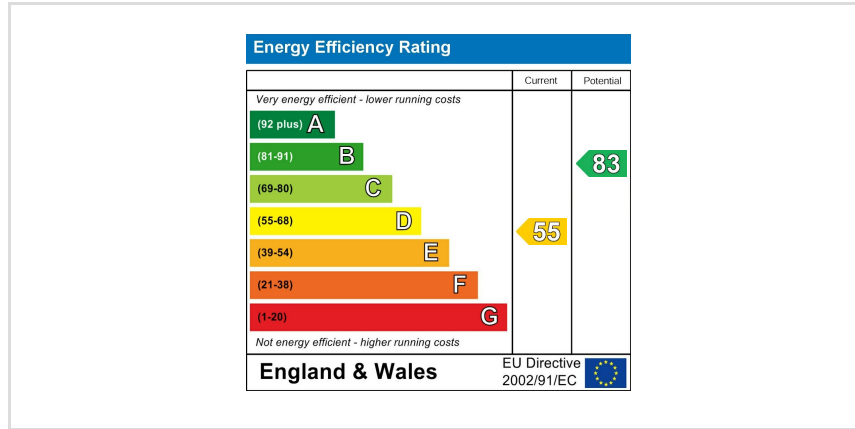 Energy Efficiency Rating
Current Potential
Very energy efficient - lower running costs
(92 plus) A
(81-91) B
83
(69-80) C
(55-68) D
55
(39-54) E
(21-38) F
(1-20) G
Not energy efficient - higher running costs
England & Wales
EU Directive
2002/91/EC